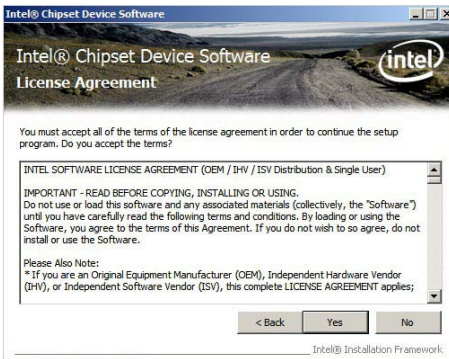 Intel® Chipset Device Software
Intel® Chipset Device Software
License Agreement
intel
You must accept all of the terms of the license agreement in order to continue the setup
program. Do you accept the terms?
INTEL SOFTWARE LICENSE AGREEMENT (OEM / IHV / ISV Distribution & Single User)
IMPORTANT - READ BEFORE COPYING, INSTALLING OR USING.
Do not use or load this software and any associated materials (collectively, the "Software")
until you have carefully read the following terms and conditions. By loading or using the
Software, you agree to the terms of this Agreement. If you do not wish to so agree, do not
install or use the Software.
Please Also Note:
* If you are an Original Equipment Manufacturer (OEM), Independent Hardware Vendor
(IHV), or Independent Software Vendor (ISV), this complete LICENSE AGREEMENT applies;
< Back Yes No
Intel® Installation Framework